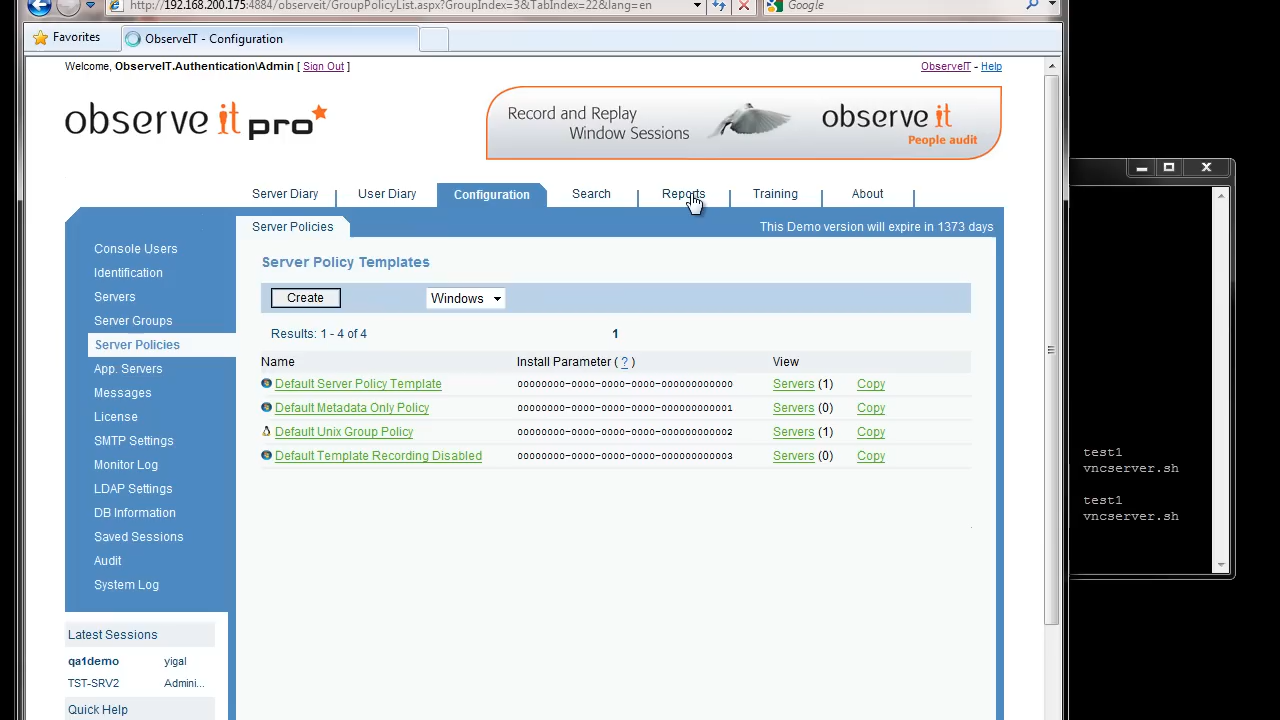 http://192.168.200.175:4884/observeit/GroupPolicyList.aspx?GroupIndex=3&TabIndex=22&lang=en
Google
Favorites
ObserveIT - Configuration
Welcome, ObserveIT.Authentication\Admin [ Sign Out ]
ObserveIT - Help
observe it pro
Record and Replay
Window Sessions
observe it
People audit
Server Diary
User Diary
Configuration
Search
Reports
Training
About
Server Policies
This Demo version will expire in 1373 days
Console Users
Identification
Servers
Server Groups
Server Policies
App. Servers
Messages
License
SMTP Settings
Monitor Log
LDAP Settings
DB Information
Saved Sessions
Audit
System Log
Server Policy Templates
Create
Windows
Results: 1 - 4 of 4
1
Name Install Parameter ( ? ) View
Default Server Policy Template 00000000-0000-0000-0000-000000000000 Servers (1) Copy
Default Metadata Only Policy 00000000-0000-0000-0000-000000000001 Servers (0) Copy
Default Unix Group Policy 00000000-0000-0000-0000-000000000002 Servers (1) Copy
Default Template Recording Disabled 00000000-0000-0000-0000-000000000003 Servers (0) Copy
Latest Sessions
qa1demo yigal
TST-SRV2 Admini...
Quick Help
test1
vncserver.sh
test1
vncserver.sh